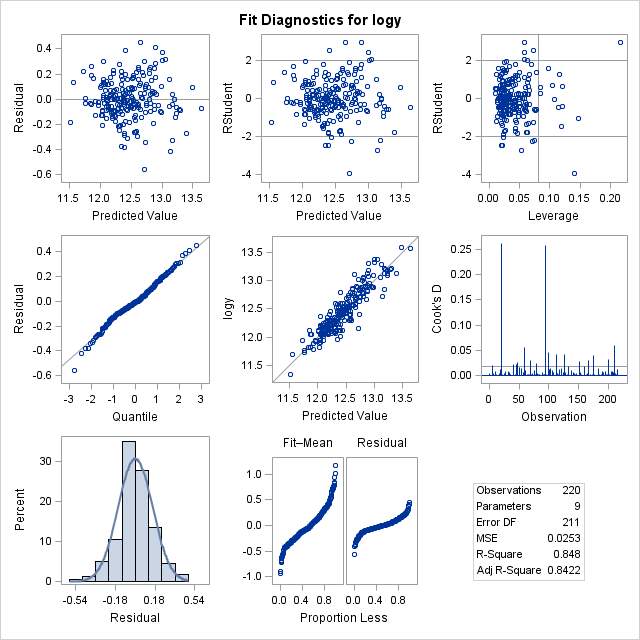 Fit Diagnostics for logy
Residual
0.4
0.2
0.0
-0.2
-0.4
-0.6
11.5 12.0 12.5 13.0 13.5
Predicted Value
RStudent
2
0
-2
-4
11.5 12.0 12.5 13.0 13.5
Predicted Value
RStudent
2
0
-2
-4
0.00 0.05 0.10 0.15 0.20
Leverage
Residual
0.4
0.2
0.0
-0.2
-0.4
-0.6
-3 -2 -1 0 1 2 3
Quantile
logy
13.5
13.0
12.5
12.0
11.5
11.5 12.0 12.5 13.0 13.5
Predicted Value
Cook's D
0.25
0.20
0.15
0.10
0.05
0.00
0 50 100 150 200
Observation
Percent
30
20
10
0
-0.54 -0.18 0.18 0.54
Residual
Fit–Mean Residual
1.0
0.5
0.0
-0.5
-1.0
0.0 0.4 0.8 0.0 0.4 0.8
Proportion Less
Observations 220
Parameters 9
Error DF 211
MSE 0.0253
R-Square 0.848
Adj R-Square 0.8422